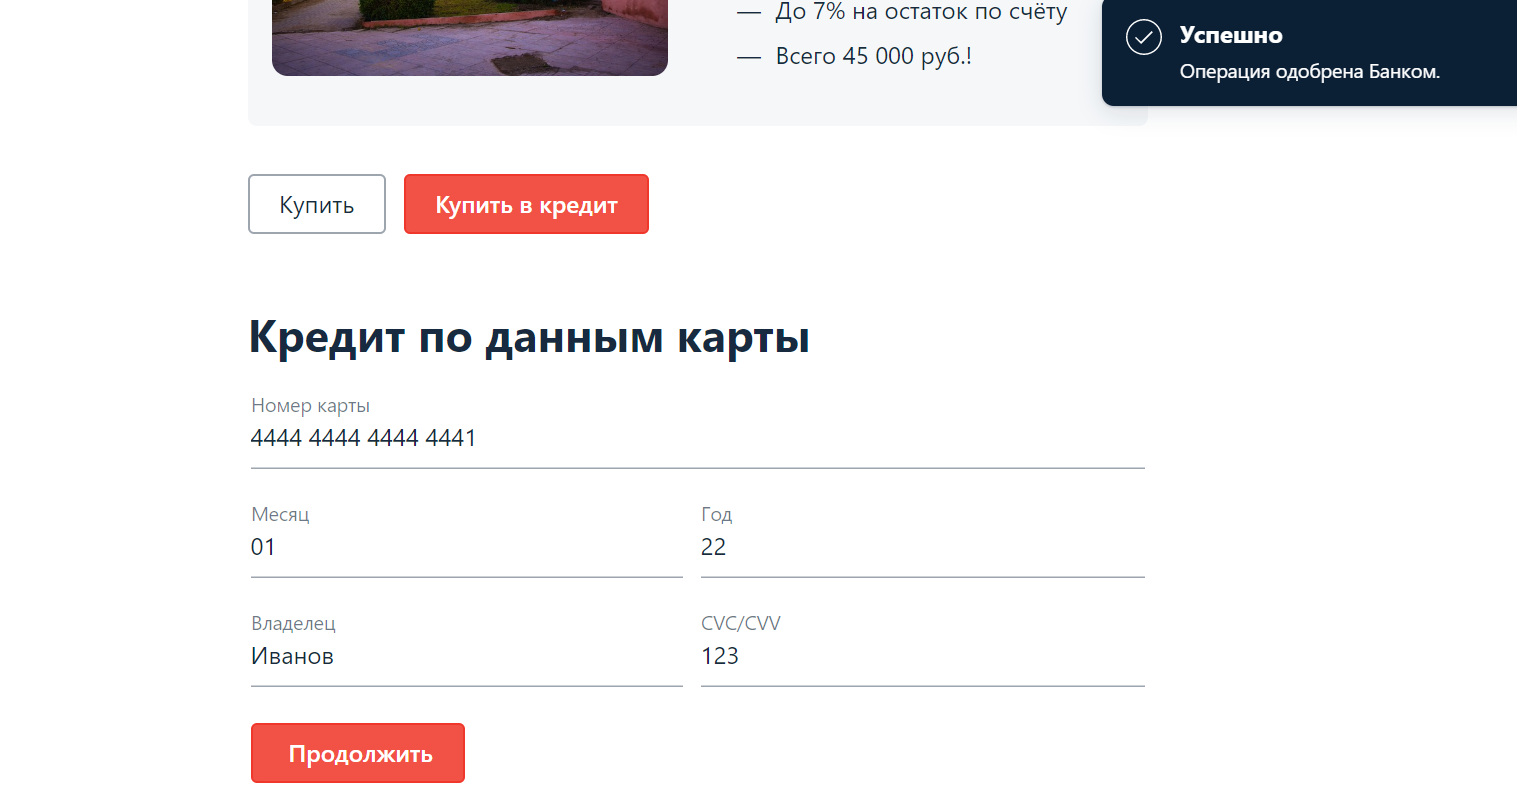 — До 7% на остаток по счёту
— Всего 45 000 руб.!
Успешно
Операция одобрена Банком.
Купить
Купить в кредит
Кредит по данным карты
Номер карты
4444 4444 4444 4441
Месяц
01
Год
22
Владелец
Иванов
CVC/CVV
123
Продолжить